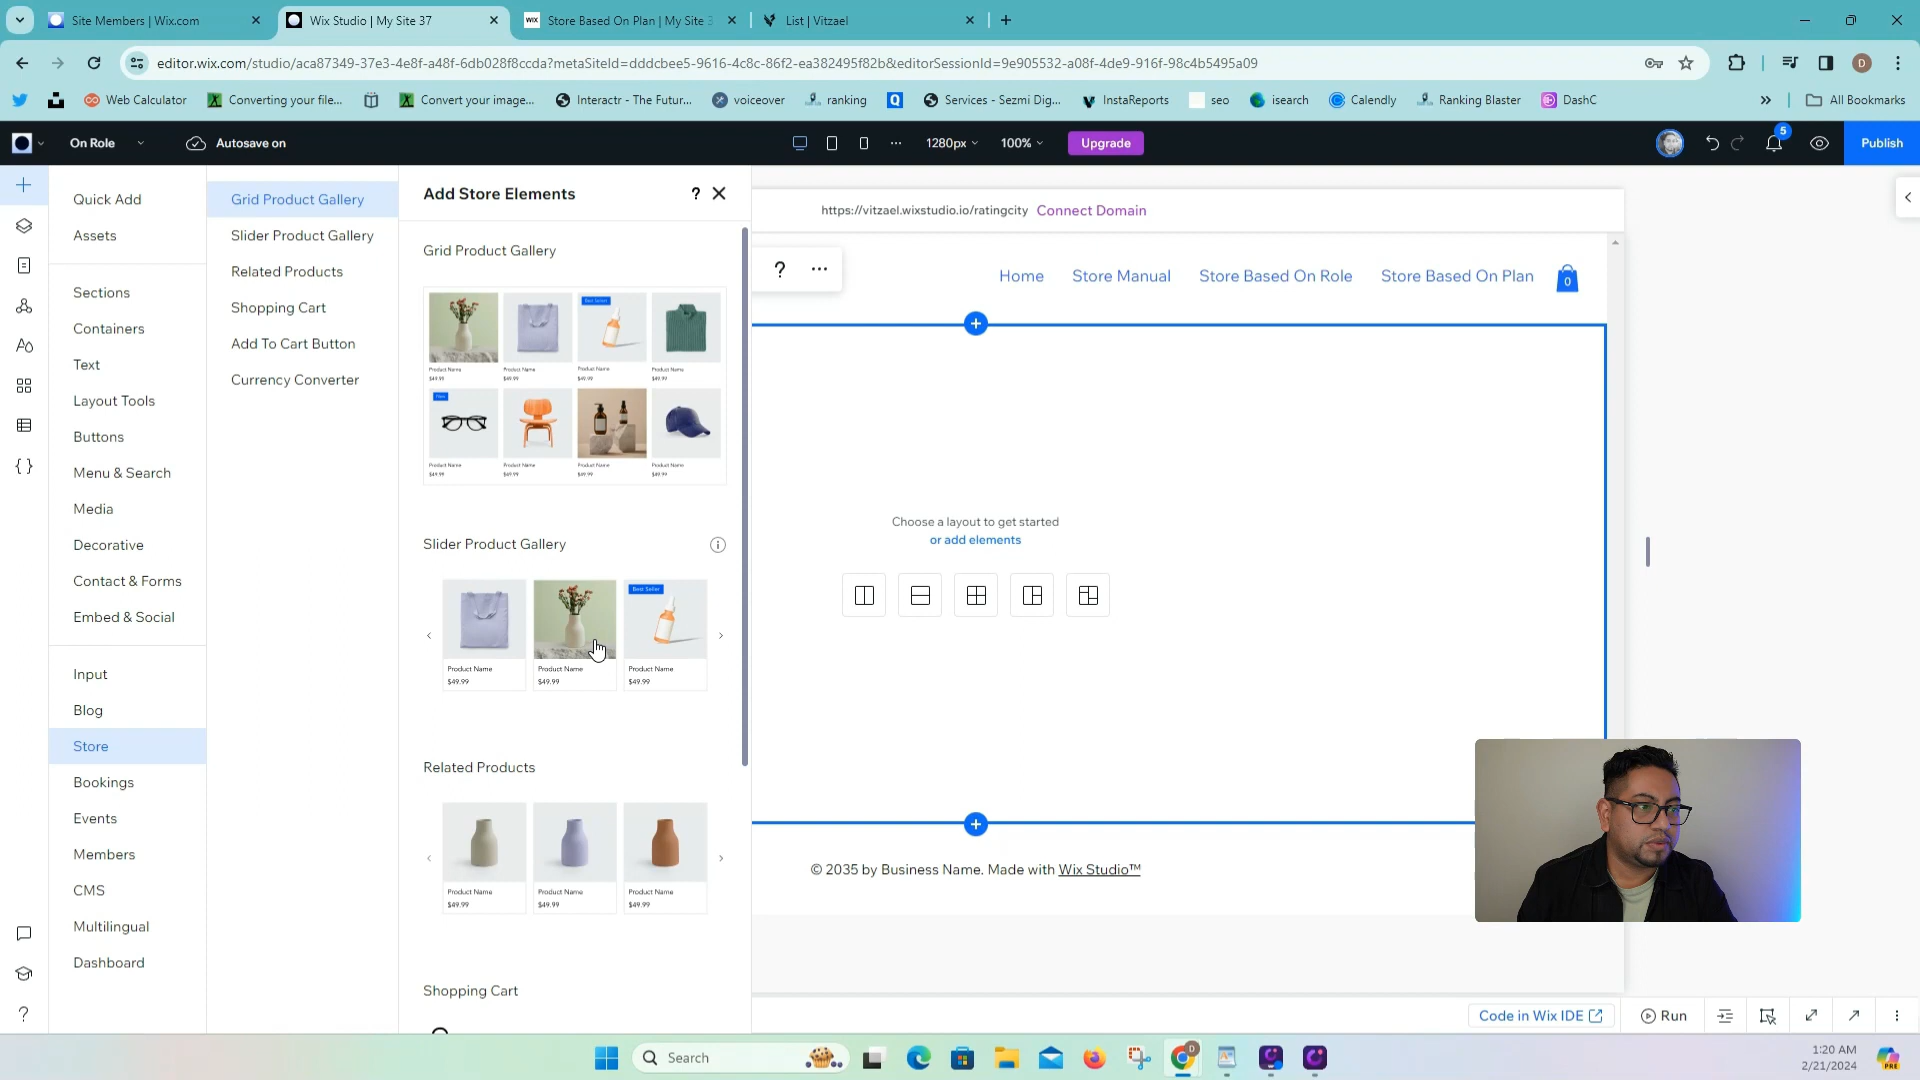 Site Members | Wix.com
Wix Studio | My Site 37
WIX
Store Based On Plan | My Site 3
List | Vitzael
editor.wix.com/studio/aca87349-37e3-4e8f-a48f-6db028f8ccda?metaSiteId=dddcbee5-9616-4c8c-86f2-ea382495f82b&editorSessionId=9e905532-a08f-4de9-916f-98c4b5495a09
D
Web Calculator
Converting your file...
Convert your image...
Interactr - The Futur...
voiceover
ranking
Services - Sezmi Dig...
InstaReports
seo
isearch
Calendly
Ranking Blaster
DashC
All Bookmarks
On Role
Autosave on
1280px
100%
Upgrade
5
Publish
Quick Add
Assets
Sections
Containers
Text
Layout Tools
Buttons
Menu & Search
Media
Decorative
Contact & Forms
Embed & Social
Input
Blog
Store
Bookings
Events
Members
CMS
Multilingual
Dashboard
Grid Product Gallery
Slider Product Gallery
Related Products
Shopping Cart
Add To Cart Button
Currency Converter
Add Store Elements
?
Grid Product Gallery
Best Seller
Product Name
$49.99
Product Name
$49.99
Product Name
$49.99
Product Name
$49.99
New
Product Name
$49.99
Product Name
$49.99
Product Name
$49.99
Product Name
$49.99
Slider Product Gallery
Best Seller
Product Name
$49.99
Product Name
$49.99
Product Name
$49.99
Related Products
Product Name
$49.99
Product Name
$49.99
Product Name
$49.99
Shopping Cart
https://vitzael.wixstudio.io/ratingcity Connect Domain
?
Home
Store Manual
Store Based On Role
Store Based On Plan
0
Choose a layout to get started
or add elements
© 2035 by Business Name. Made with Wix Studio™
Code in Wix IDE
Run
Search
D
1:20 AM
2/21/2024
PRE